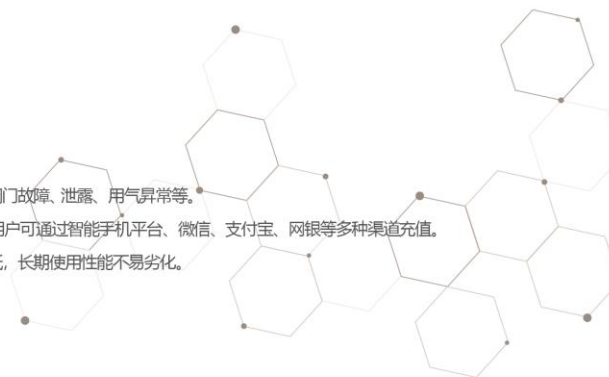 门故障、泄露、用气异常等。
用户可通过智能手机平台、微信、支付宝、网银等多种渠道充值。
，长期使用性能不易劣化。